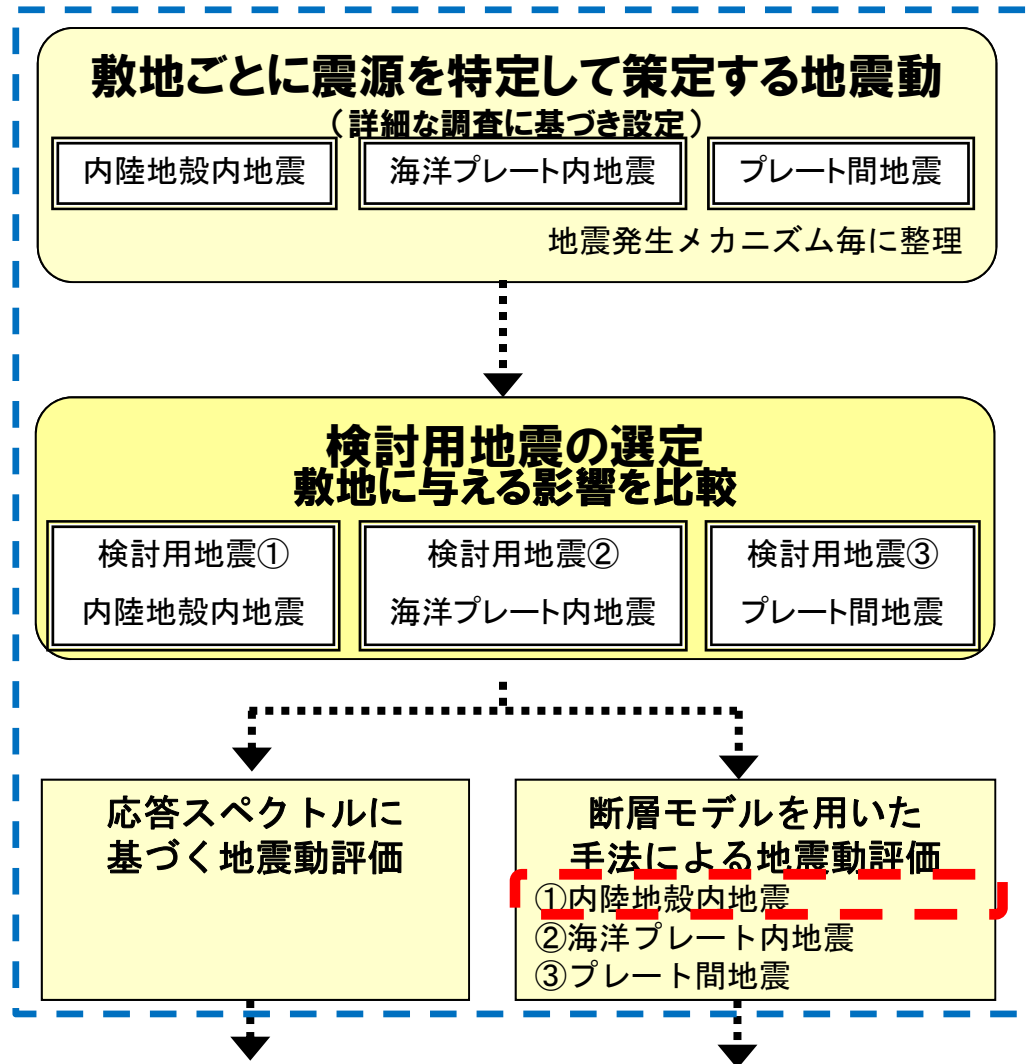 敷地ごとに震源を特定して策定する地震動
(詳細な調査に基づき設定)
内陸地殻内地震
海洋プレート内地震
プレート間地震
地震発生メカニズム毎に整理
検討用地震の選定
敷地に与える影響を比較
検討用地震①
内陸地殻内地震
検討用地震②
海洋プレート内地震
検討用地震③
プレート間地震
応答スペクトルに
基づく地震動評価
断層モデルを用いた
手法による地震動評価
①内陸地殻内地震
②海洋プレート内地震
③プレート間地震